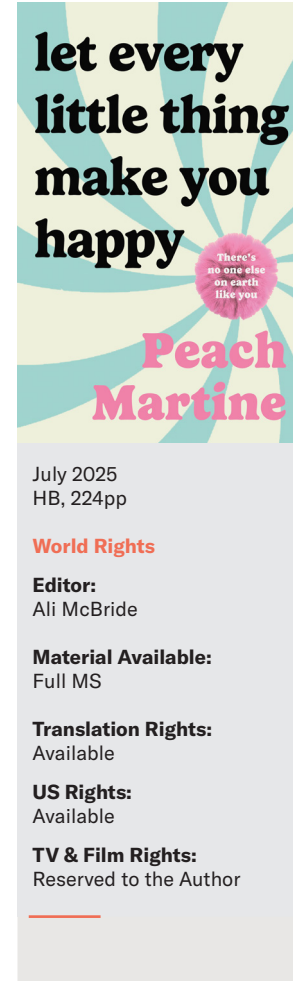 let every
little thing
make you
happy
There's
no one else
on earth
like you
Peach
Martine
July 2025
HB, 224pp
World Rights
Editor:
Ali McBride
Material Available:
Full MS
Translation Rights:
Available
US Rights:
Available
TV & Film Rights:
Reserved to the Author